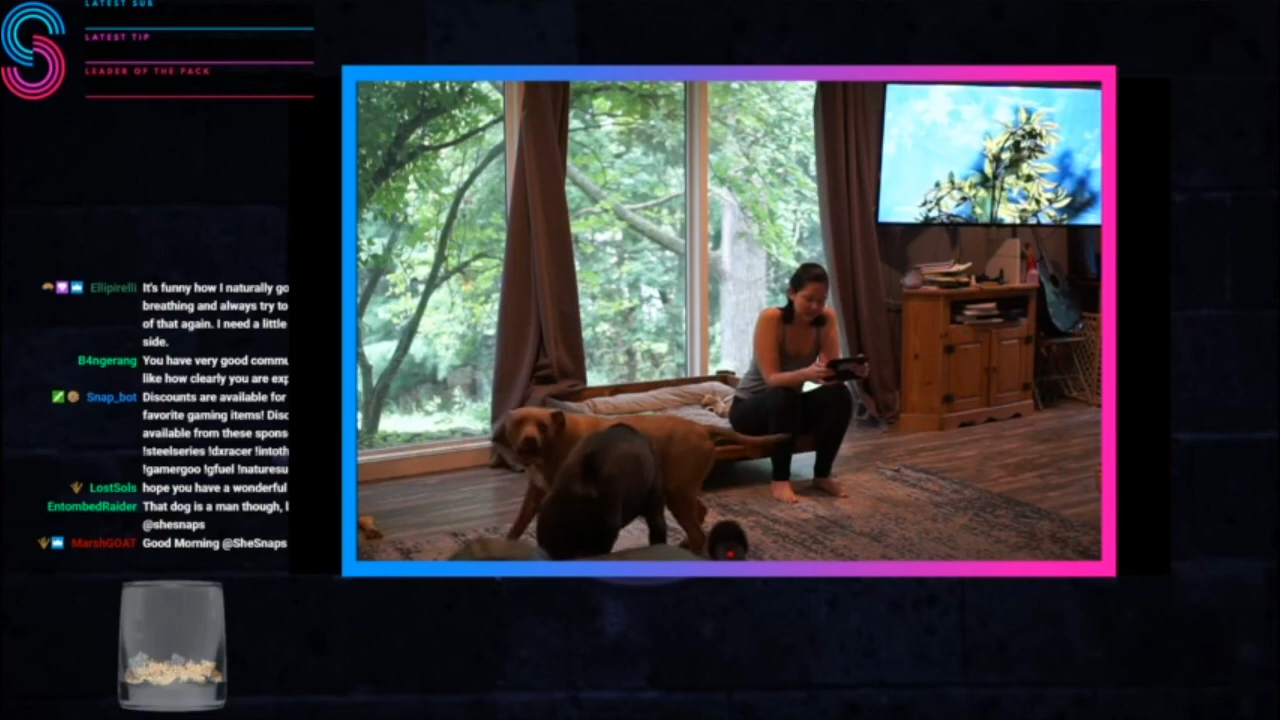 LATEST SUB
LATEST TIP
LEADER OF THE PACK
Ellipirelli It's funny how I naturally go
breathing and always try to
of that again. I need a little
side.
B4ngerang You have very good commu
like how clearly you are exp
Snap_bot Discounts are available for
favorite gaming items! Disc
available from these spons
!steelseries !dxracer !intoth
!gamergoo !gfuel !naturesu
LostSols hope you have a wonderful
EntombedRaider That dog is a man though,
@shesnaps
MarshGOAT Good Morning @SheSnaps